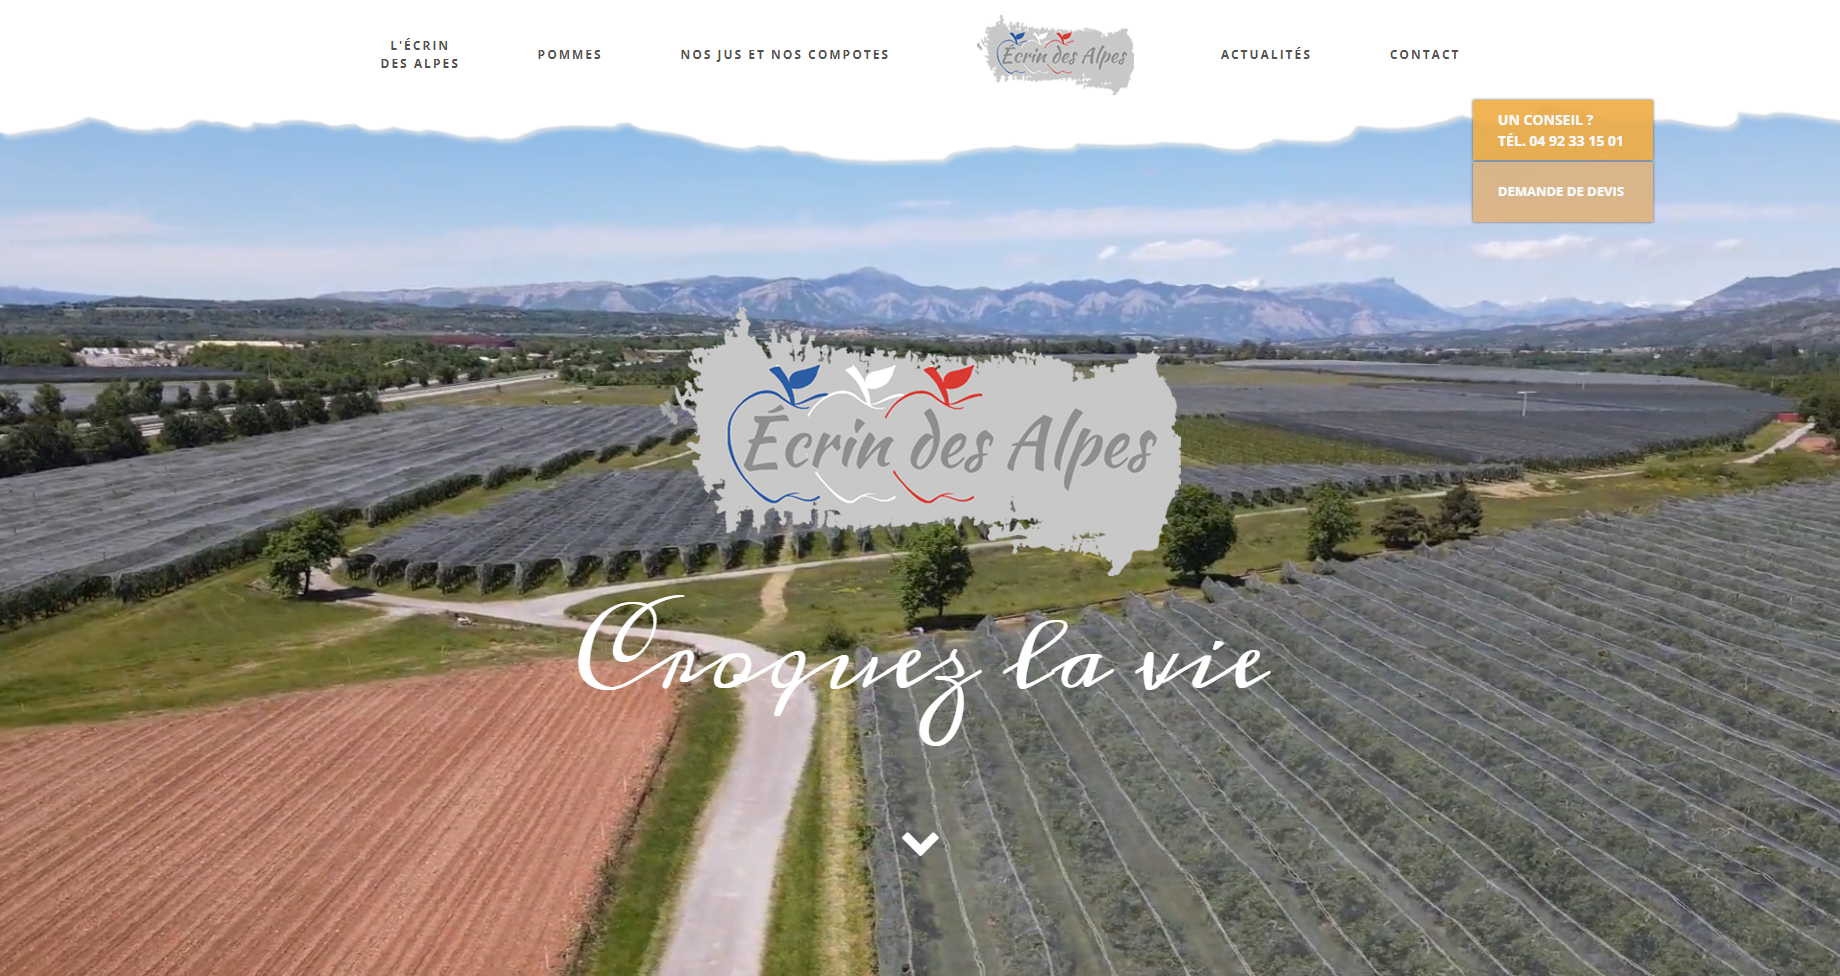 L'ÉCRIN
DES ALPES
POMMES
NOS JUS ET NOS COMPOTES
Écrin des Alpes
ACTUALITÉS
CONTACT
UN CONSEIL ?
TÉL. 04 92 33 15 01
DEMANDE DE DEVIS
Écrin des Alpes
Croquez la vie